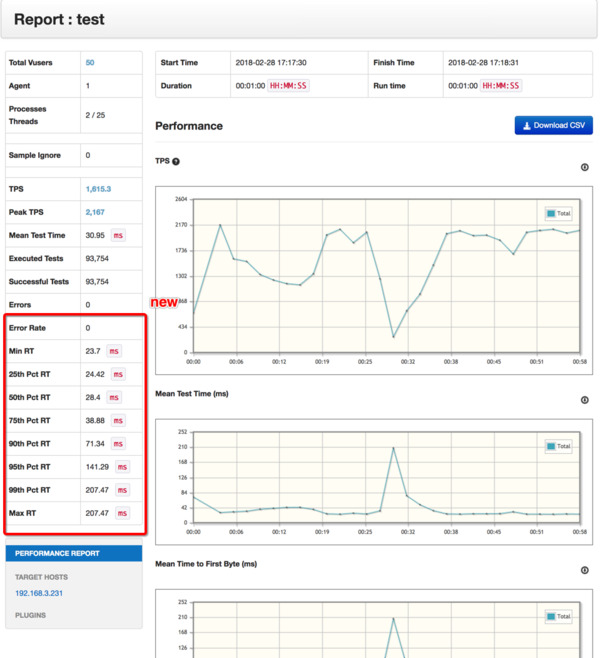 Report : test
Total Vusers 50
Agent 1
Processes 2 / 25
Threads
Sample Ignore 0
TPS 1,615.3
Peak TPS 2,167
Mean Test Time 30.95 ms
Executed Tests 93,754
Successful Tests 93,754
Errors 0
Error Rate 0
Min RT 23.7 ms
25th Pct RT 24.42 ms
50th Pct RT 28.4 ms
75th Pct RT 38.88 ms
90th Pct RT 71.34 ms
95th Pct RT 141.29 ms
99th Pct RT 207.47 ms
Max RT 207.47 ms
PERFORMANCE REPORT
TARGET HOSTS
192.168.3.231
PLUGINS
Start Time 2018-02-28 17:17:30 Finish Time 2018-02-28 17:18:31
Duration 00:01:00 HH:MM:SS Run time 00:01:00 HH:MM:SS
Performance Download CSV
TPS
2604
2170
1736
1302
new 868
434
0
Total
00:00 00:06 00:12 00:19 00:25 00:32 00:38 00:45 00:51 00:58
Mean Test Time (ms)
252
210
168
126
84
42
0
Total
00:00 00:06 00:12 00:19 00:25 00:32 00:38 00:45 00:51 00:58
Mean Time to First Byte (ms)
252
210
168
126
Total